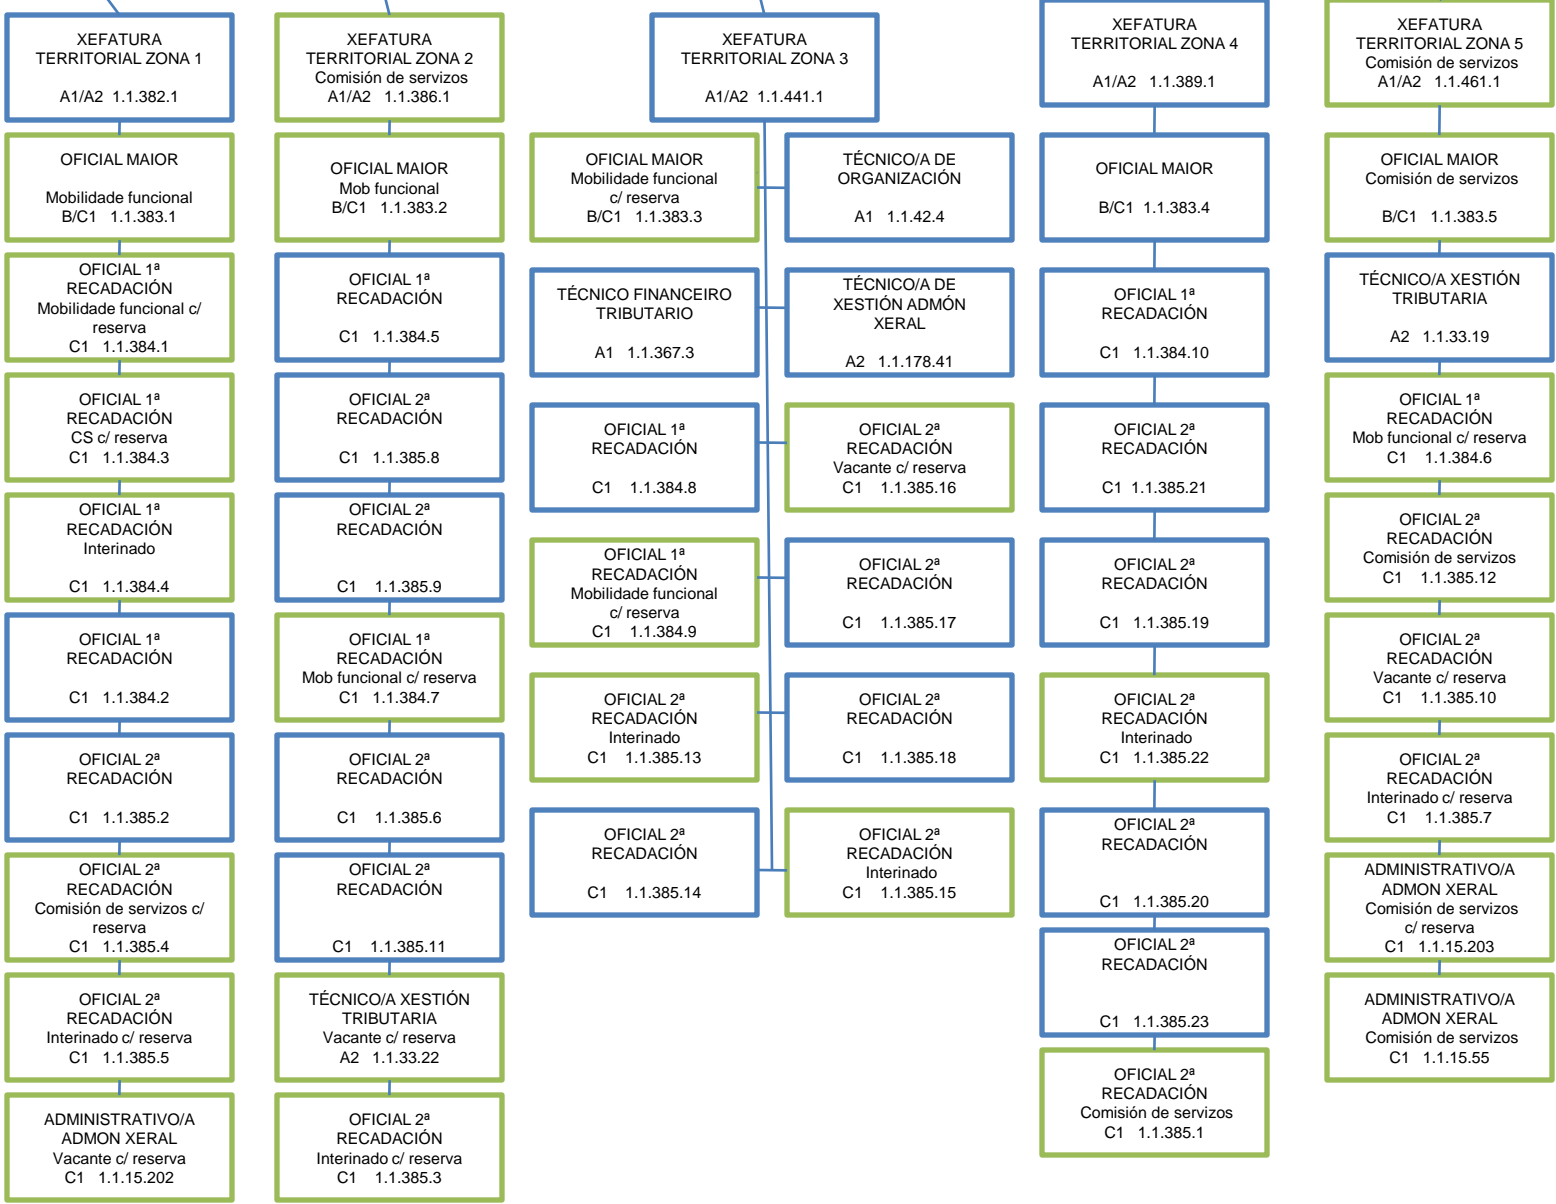 XEFATURA
TERRITORIAL ZONA 1
A1/A2 1.1.382.1
OFICIAL MAIOR
Mobilidade funcional
B/C1 1.1.383.1
OFICIAL 1ª
RECADACIÓN
Mobilidade funcional c/
reserva
C1 1.1.384.1
OFICIAL 1ª
RECADACIÓN
CS c/ reserva
C1 1.1.384.3
OFICIAL 1ª
RECADACIÓN
Interinado
C1 1.1.384.4
OFICIAL 1ª
RECADACIÓN
C1 1.1.384.2
OFICIAL 2ª
RECADACIÓN
C1 1.1.385.2
OFICIAL 2ª
RECADACIÓN
Comisión de servizos c/
reserva
C1 1.1.385.4
OFICIAL 2ª
RECADACIÓN
Interinado c/ reserva
C1 1.1.385.5
ADMINISTRATIVO/A
ADMON XERAL
Vacante c/ reserva
C1 1.1.15.202
XEFATURA
TERRITORIAL ZONA 2
Comisión de servizos
A1/A2 1.1.386.1
OFICIAL MAIOR
Mob funcional
B/C1 1.1.383.2
OFICIAL 1ª
RECADACIÓN
C1 1.1.384.5
OFICIAL 2ª
RECADACIÓN
C1 1.1.385.8
OFICIAL 2ª
RECADACIÓN
C1 1.1.385.9
OFICIAL 1ª
RECADACIÓN
Mob funcional c/ reserva
C1 1.1.384.7
OFICIAL 2ª
RECADACIÓN
C1 1.1.385.6
OFICIAL 2ª
RECADACIÓN
C1 1.1.385.11
TÉCNICO/A XESTIÓN
TRIBUTARIA
Vacante c/ reserva
A2 1.1.33.22
OFICIAL 2ª
RECADACIÓN
Interinado c/ reserva
C1 1.1.385.3
XEFATURA
TERRITORIAL ZONA 3
A1/A2 1.1.441.1
OFICIAL MAIOR
Mobilidade funcional
c/ reserva
B/C1 1.1.383.3
TÉCNICO/A DE
ORGANIZACIÓN
A1 1.1.42.4
TÉCNICO FINANCEIRO
TRIBUTARIO
A1 1.1.367.3
TÉCNICO/A DE
XESTIÓN ADMÓN
XERAL
A2 1.1.178.41
OFICIAL 1ª
RECADACIÓN
C1 1.1.384.8
OFICIAL 2ª
RECADACIÓN
Vacante c/ reserva
C1 1.1.385.16
OFICIAL 1ª
RECADACIÓN
Mobilidade funcional
c/ reserva
C1 1.1.384.9
OFICIAL 2ª
RECADACIÓN
C1 1.1.385.17
OFICIAL 2ª
RECADACIÓN
Interinado
C1 1.1.385.13
OFICIAL 2ª
RECADACIÓN
C1 1.1.385.18
OFICIAL 2ª
RECADACIÓN
C1 1.1.385.14
OFICIAL 2ª
RECADACIÓN
Interinado
C1 1.1.385.15
XEFATURA
TERRITORIAL ZONA 4
A1/A2 1.1.389.1
OFICIAL MAIOR
B/C1 1.1.383.4
OFICIAL 1ª
RECADACIÓN
C1 1.1.384.10
OFICIAL 2ª
RECADACIÓN
C1 1.1.385.21
OFICIAL 2ª
RECADACIÓN
C1 1.1.385.19
OFICIAL 2ª
RECADACIÓN
Interinado
C1 1.1.385.22
OFICIAL 2ª
RECADACIÓN
C1 1.1.385.20
OFICIAL 2ª
RECADACIÓN
C1 1.1.385.23
OFICIAL 2ª
RECADACIÓN
Comisión de servizos
C1 1.1.385.1
XEFATURA
TERRITORIAL ZONA 5
Comisión de servizos
A1/A2 1.1.461.1
OFICIAL MAIOR
Comisión de servizos
B/C1 1.1.383.5
TÉCNICO/A XESTIÓN
TRIBUTARIA
A2 1.1.33.19
OFICIAL 1ª
RECADACIÓN
Mob funcional c/ reserva
C1 1.1.384.6
OFICIAL 2ª
RECADACIÓN
Comisión de servizos
C1 1.1.385.12
OFICIAL 2ª
RECADACIÓN
Vacante c/ reserva
C1 1.1.385.10
OFICIAL 2ª
RECADACIÓN
Interinado c/ reserva
C1 1.1.385.7
ADMINISTRATIVO/A
ADMON XERAL
Comisión de servizos
c/ reserva
C1 1.1.15.203
ADMINISTRATIVO/A
ADMON XERAL
Comisión de servizos
C1 1.1.15.55